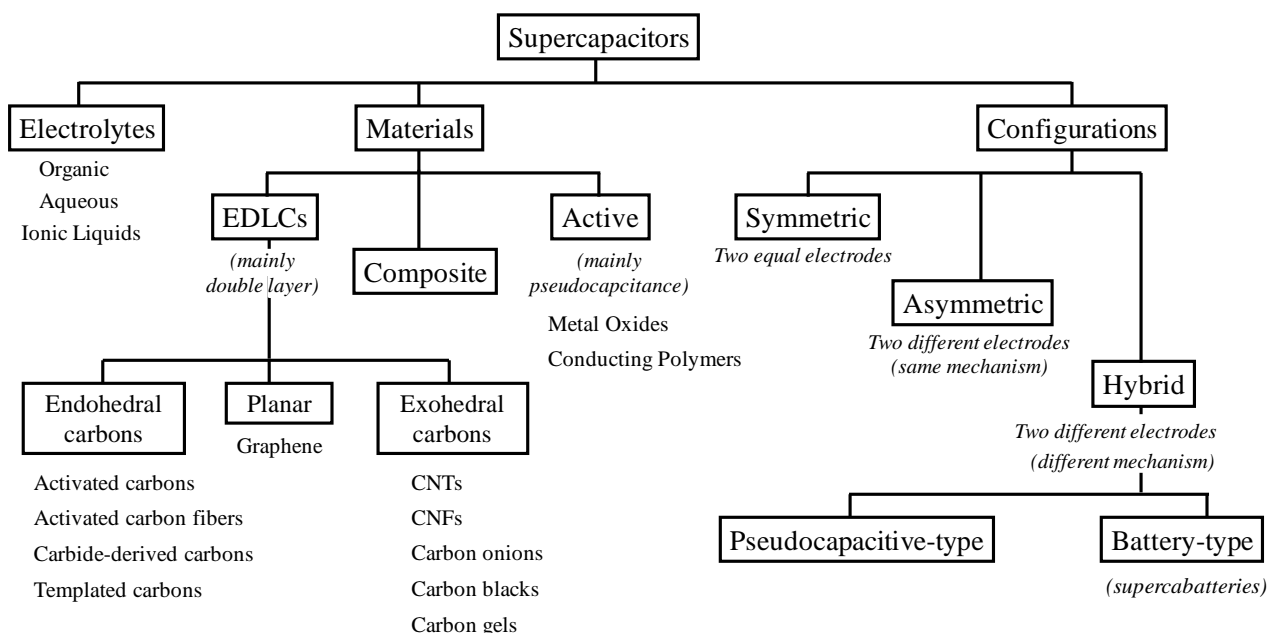 Supercapacitors
Electrolytes
Organic
Aqueous
Ionic Liquids
Materials
EDLCs
(mainly
double layer)
Composite
Active
(mainly
pseudocapcitance)
Metal Oxides
Conducting Polymers
Endohedral
carbons
Activated carbons
Activated carbon fibers
Carbide-derived carbons
Templated carbons
Planar
Graphene
Exohedral
carbons
CNTs
CNFs
Carbon onions
Carbon blacks
Carbon gels
Configurations
Symmetric
Two equal electrodes
Asymmetric
Two different electrodes
(same mechanism)
Hybrid
Two different electrodes
(different mechanism)
Pseudocapacitive-type
Battery-type
(supercabatteries)